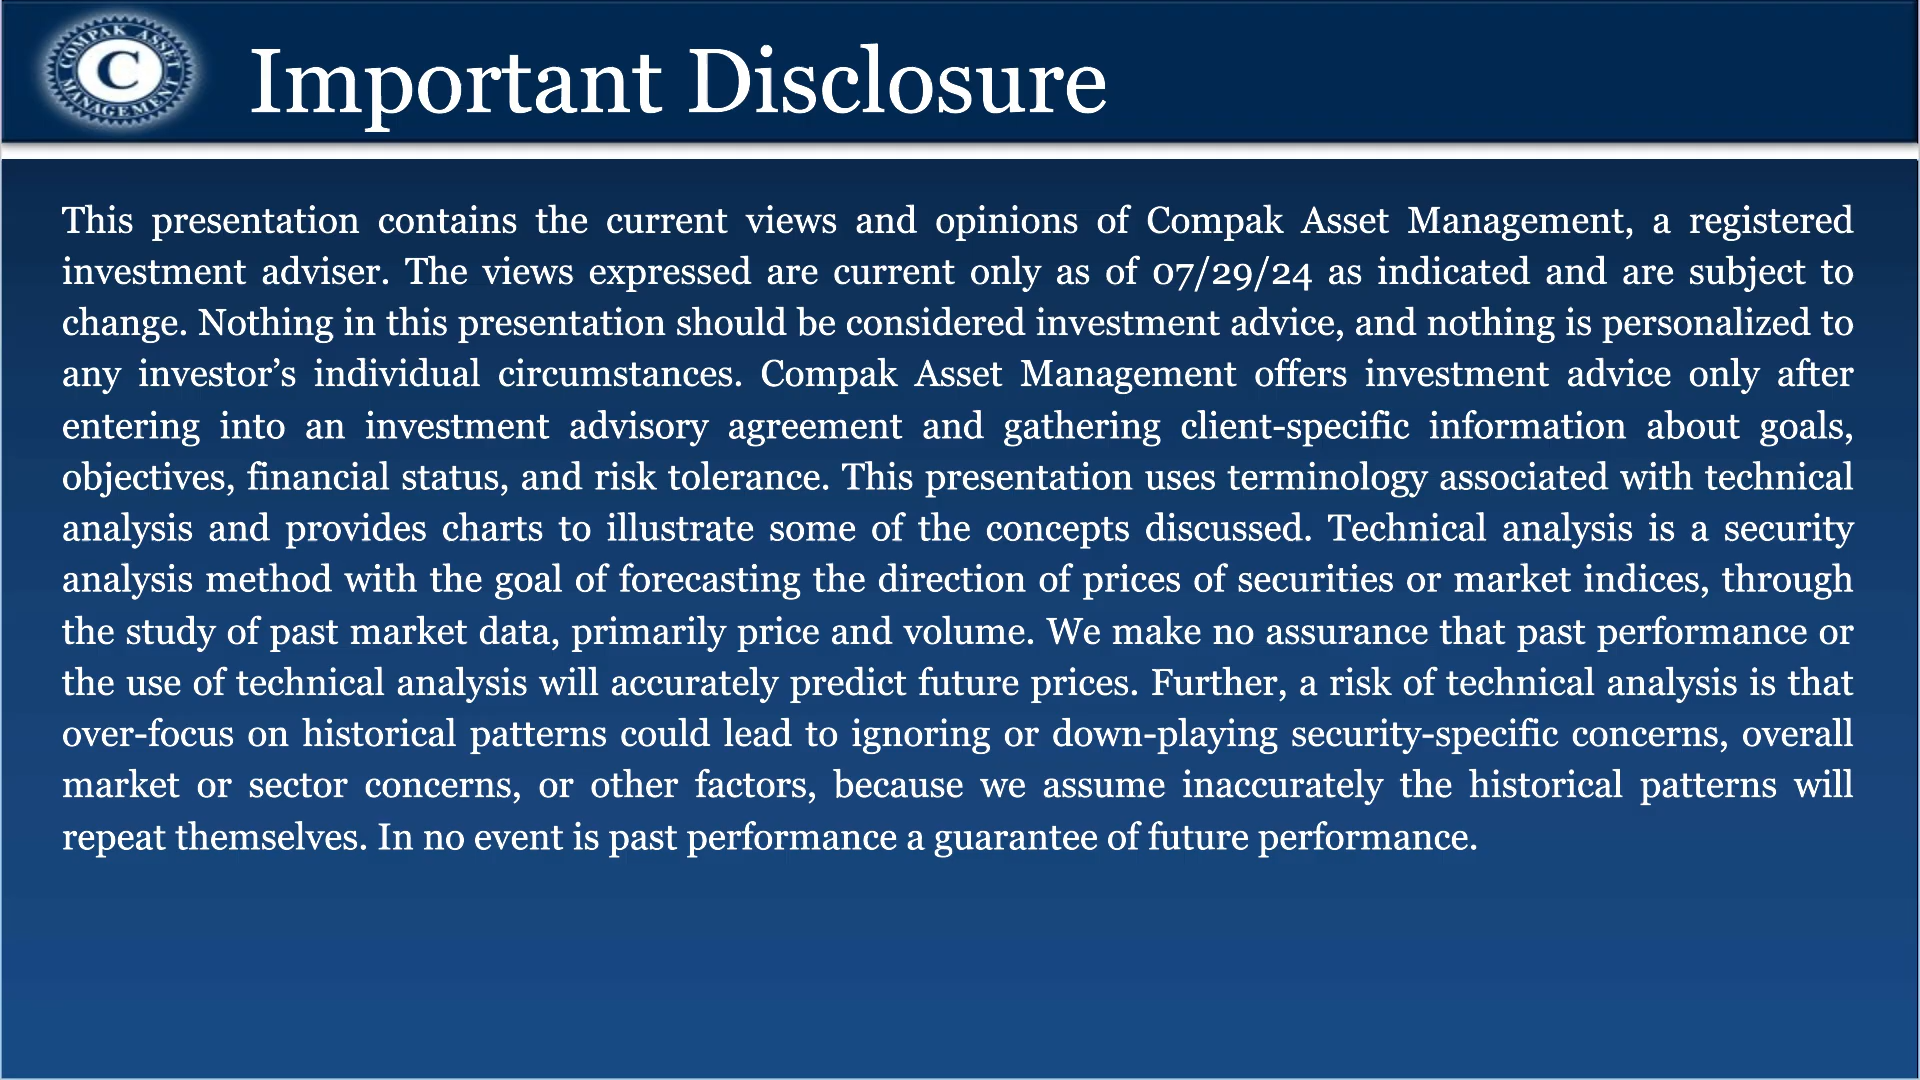 COMPAK ASSET MANAGEMENT
C
Important Disclosure
This presentation contains the current views and opinions of Compak Asset Management, a registered
investment adviser. The views expressed are current only as of 07/29/24 as indicated and are subject to
change. Nothing in this presentation should be considered investment advice, and nothing is personalized to
any investor’s individual circumstances. Compak Asset Management offers investment advice only after
entering into an investment advisory agreement and gathering client-specific information about goals,
objectives, financial status, and risk tolerance. This presentation uses terminology associated with technical
analysis and provides charts to illustrate some of the concepts discussed. Technical analysis is a security
analysis method with the goal of forecasting the direction of prices of securities or market indices, through
the study of past market data, primarily price and volume. We make no assurance that past performance or
the use of technical analysis will accurately predict future prices. Further, a risk of technical analysis is that
over-focus on historical patterns could lead to ignoring or down-playing security-specific concerns, overall
market or sector concerns, or other factors, because we assume inaccurately the historical patterns will
repeat themselves. In no event is past performance a guarantee of future performance.